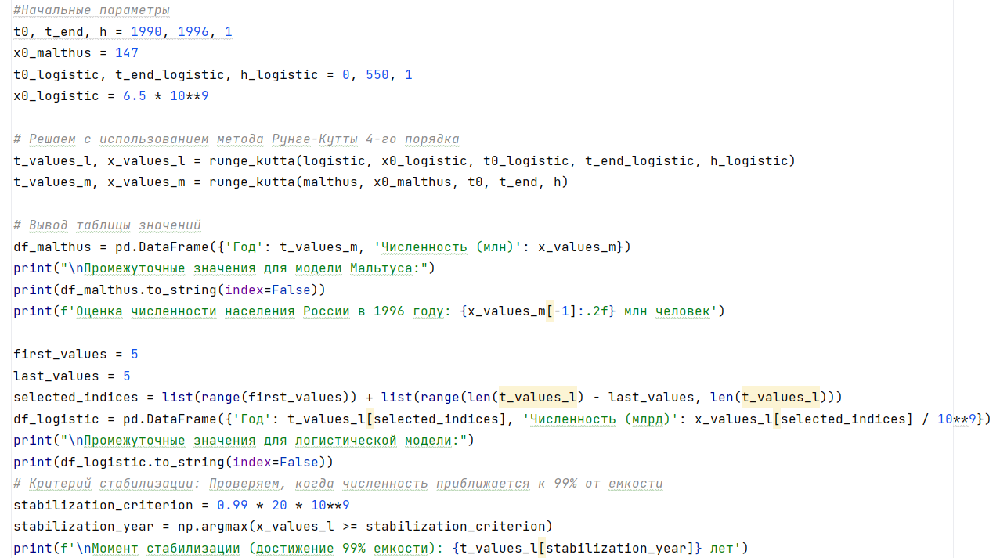 #Начальные параметры
t0, t_end, h = 1990, 1996, 1
x0_malthus = 147
t0_logistic, t_end_logistic, h_logistic = 0, 550, 1
x0_logistic = 6.5 * 10**9
# Решаем с использованием метода Рунге-Кутты 4-го порядка
t_values_l, x_values_l = runge_kutta(logistic, x0_logistic, t0_logistic, t_end_logistic, h_logistic)
t_values_m, x_values_m = runge_kutta(malthus, x0_malthus, t0, t_end, h)
# Вывод таблицы значений
df_malthus = pd.DataFrame({'Год': t_values_m, 'Численность (млн)': x_values_m})
print("\nПромежуточные значения для модели Мальтуса:")
print(df_malthus.to_string(index=False))
print(f'Оценка численности населения России в 1996 году: {x_values_m[-1]:.2f} млн человек')
first_values = 5
last_values = 5
selected_indices = list(range(first_values)) + list(range(len(t_values_l) - last_values, len(t_values_l)))
df_logistic = pd.DataFrame({'Год': t_values_l[selected_indices], 'Численность (млрд)': x_values_l[selected_indices] / 10**9})
print("\nПромежуточные значения для логистической модели:")
print(df_logistic.to_string(index=False))
# Критерий стабилизации: Проверяем, когда численность приближается к 99% от емкости
stabilization_criterion = 0.99 * 20 * 10**9
stabilization_year = np.argmax(x_values_l >= stabilization_criterion)
print(f'\nМомент стабилизации (достижение 99% емкости): {t_values_l[stabilization_year]} лет')